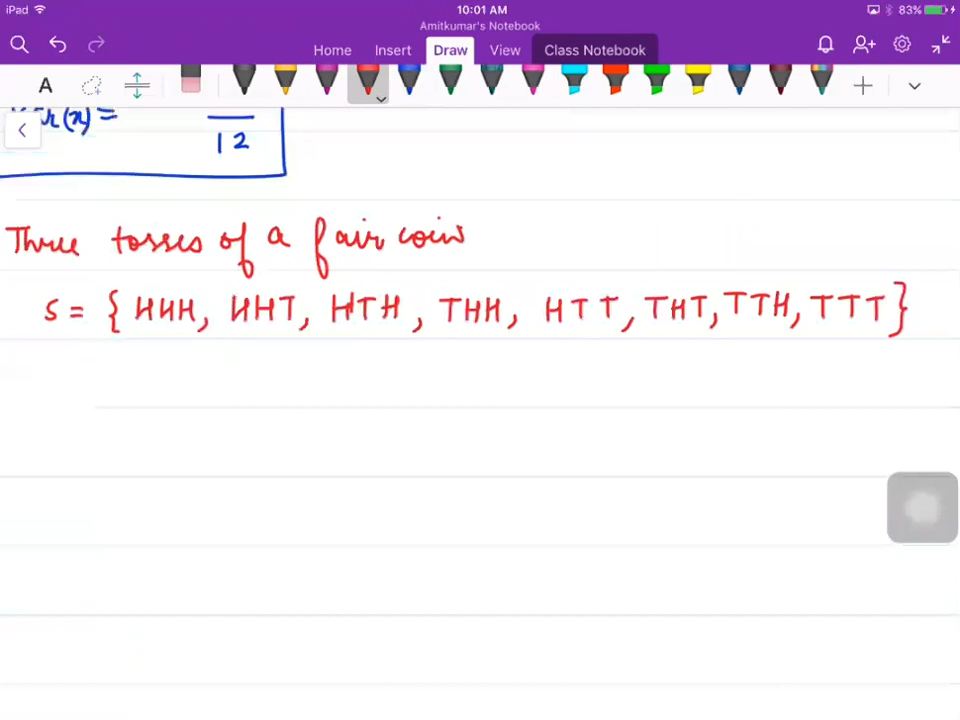 iPad 10:01 AM 83%
Amitkumar's Notebook
Home Insert Draw View Class Notebook
A
(x) =
12
Three tosses of a fair coin
S = { HHH, HHT, HTH, THH, HTT, THT, TTH, TTT}